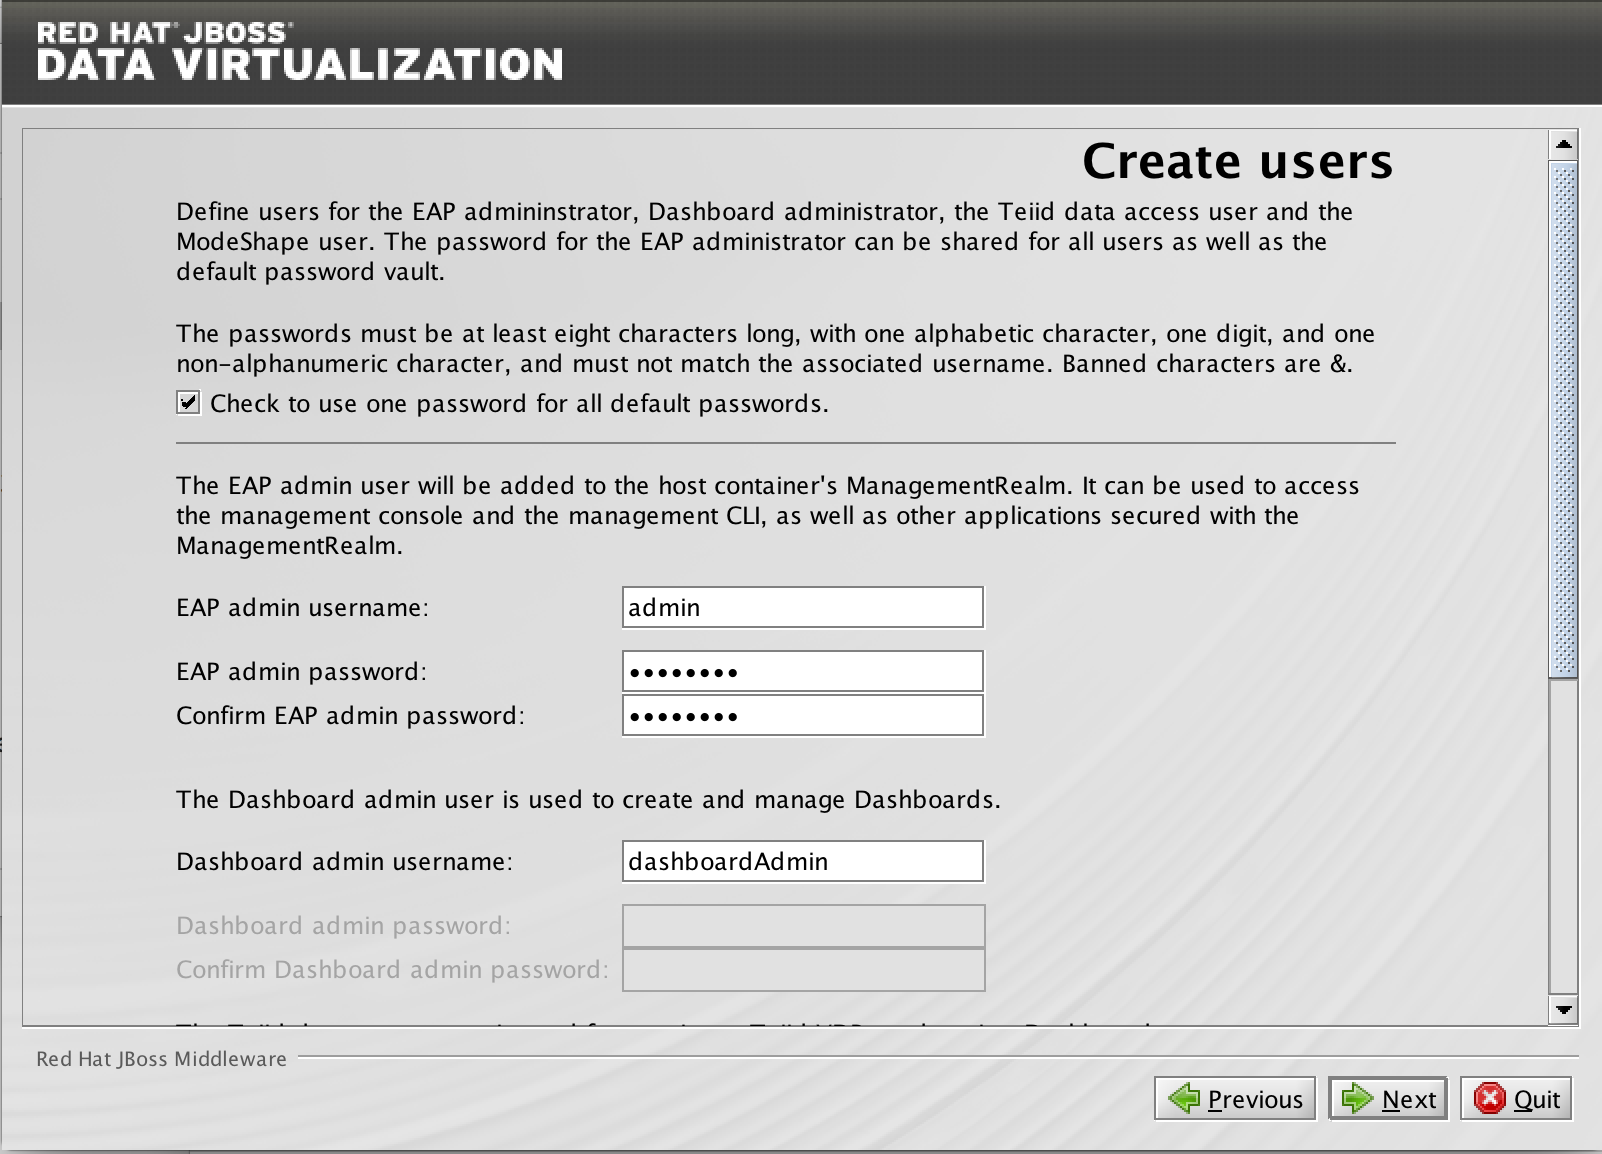 RED HAT® JBOSS®
DATA VIRTUALIZATION
Create users
Define users for the EAP admininstrator, Dashboard administrator, the Teiid data access user and the
ModeShape user. The password for the EAP administrator can be shared for all users as well as the
default password vault.
The passwords must be at least eight characters long, with one alphabetic character, one digit, and one
non-alphanumeric character, and must not match the associated username. Banned characters are &.
Check to use one password for all default passwords.
The EAP admin user will be added to the host container's ManagementRealm. It can be used to access
the management console and the management CLI, as well as other applications secured with the
ManagementRealm.
EAP admin username: admin
EAP admin password: ••••••••
Confirm EAP admin password: ••••••••
The Dashboard admin user is used to create and manage Dashboards.
Dashboard admin username: dashboardAdmin
Dashboard admin password:
Confirm Dashboard admin password:
Red Hat JBoss Middleware
Previous Next Quit